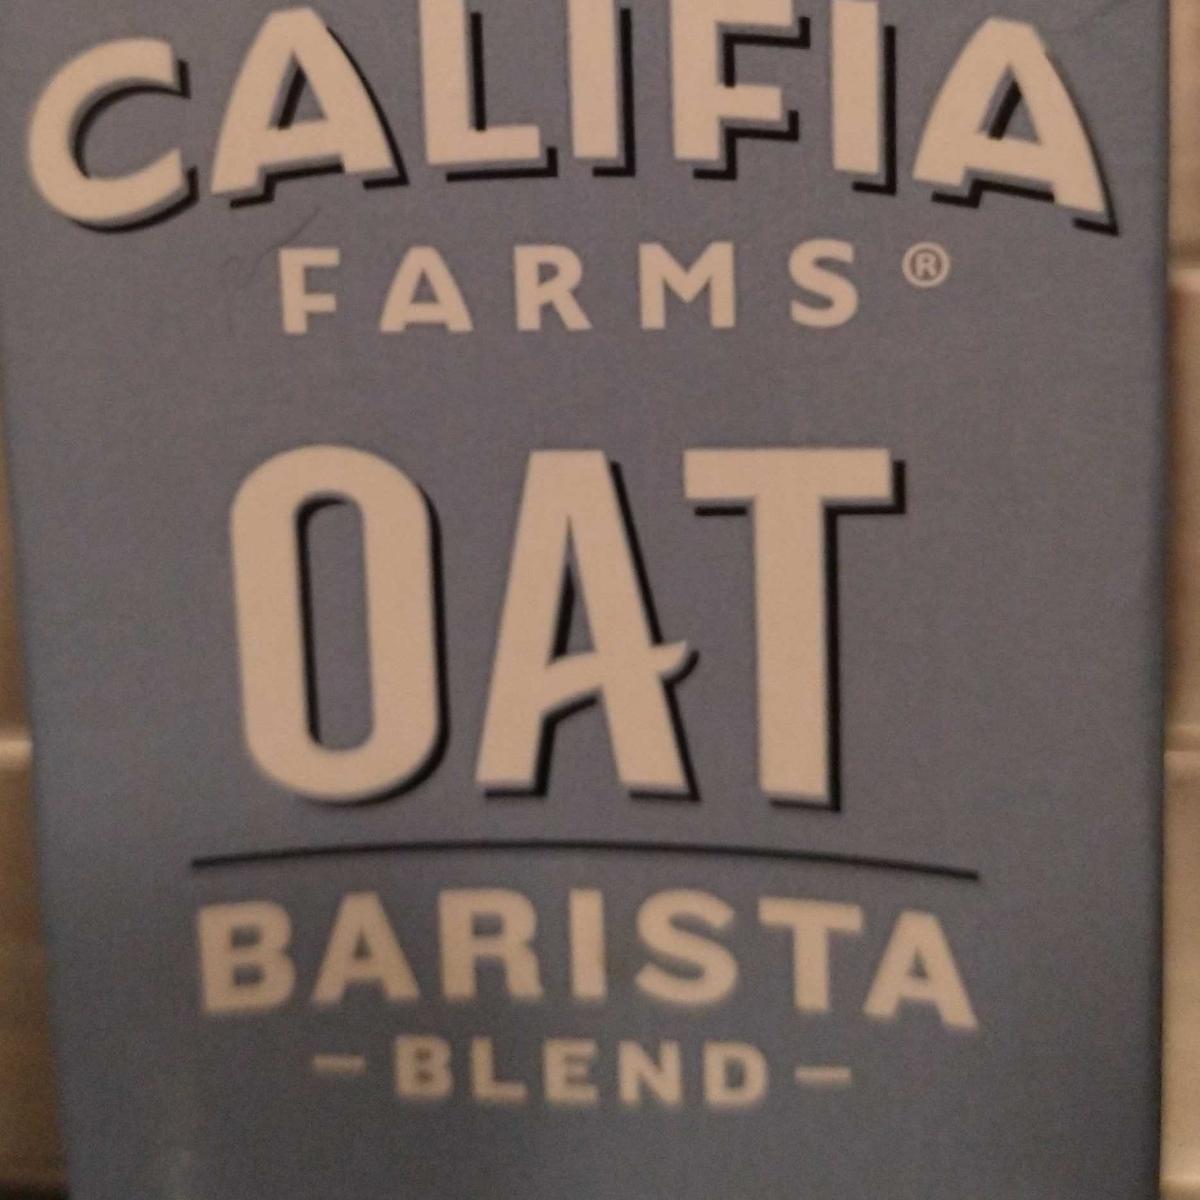 CALIFIA
FARMS®
OAT
BARISTA
-BLEND-